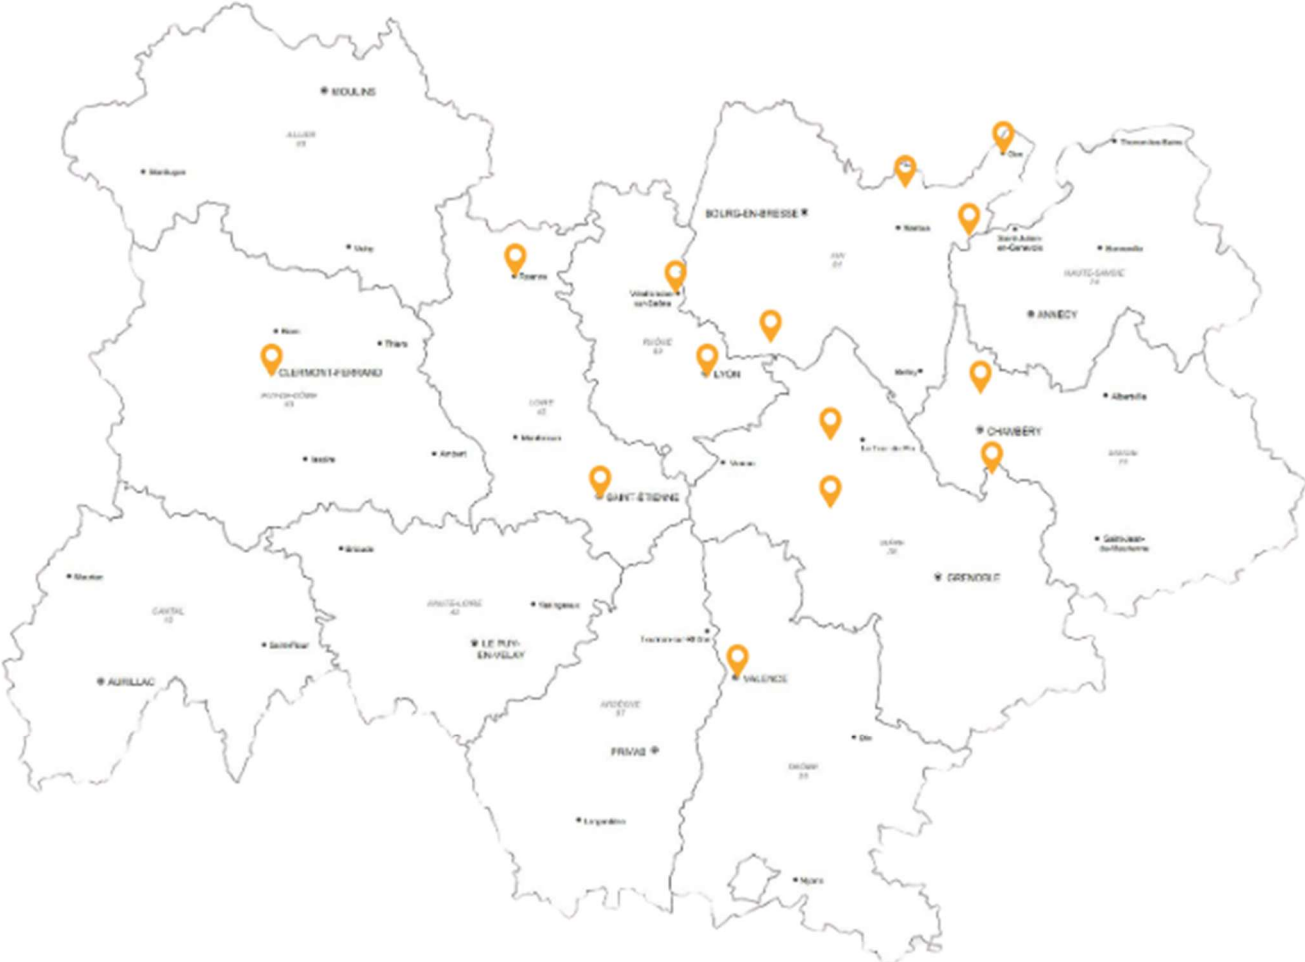 MOULINS
ALLIER
03
Montluçon
Vichy
BOURG-EN-BRESSE
Nantua
Gex
Thonon-les-Bains
Saint-Julien-
en-Genevois
Bonneville
HAUTE-SAVOIE
74
ANNECY
AIN
01
Roanne
Villefranche-
sur-Saône
RHÔNE
69
LYON
Riom
Thiers
CLERMONT-FERRAND
PUY-DE-DÔME
63
Issoire
Ambert
LOIRE
42
Montbrison
SAINT-ÉTIENNE
Belley
Albertville
CHAMBÉRY
SAVOIE
73
Saint-Jean-
de-Maurienne
Vienne
La Tour-du-Pin
ISÈRE
38
GRENOBLE
Brioude
Mauriac
CANTAL
15
Saint-Flour
AURILLAC
HAUTE-LOIRE
43
Yssingeaux
LE PUY-
EN-VELAY
Tournon-sur-Rhône
VALENCE
ARDÈCHE
07
PRIVAS
Largentière
Die
DRÔME
26
Nyons